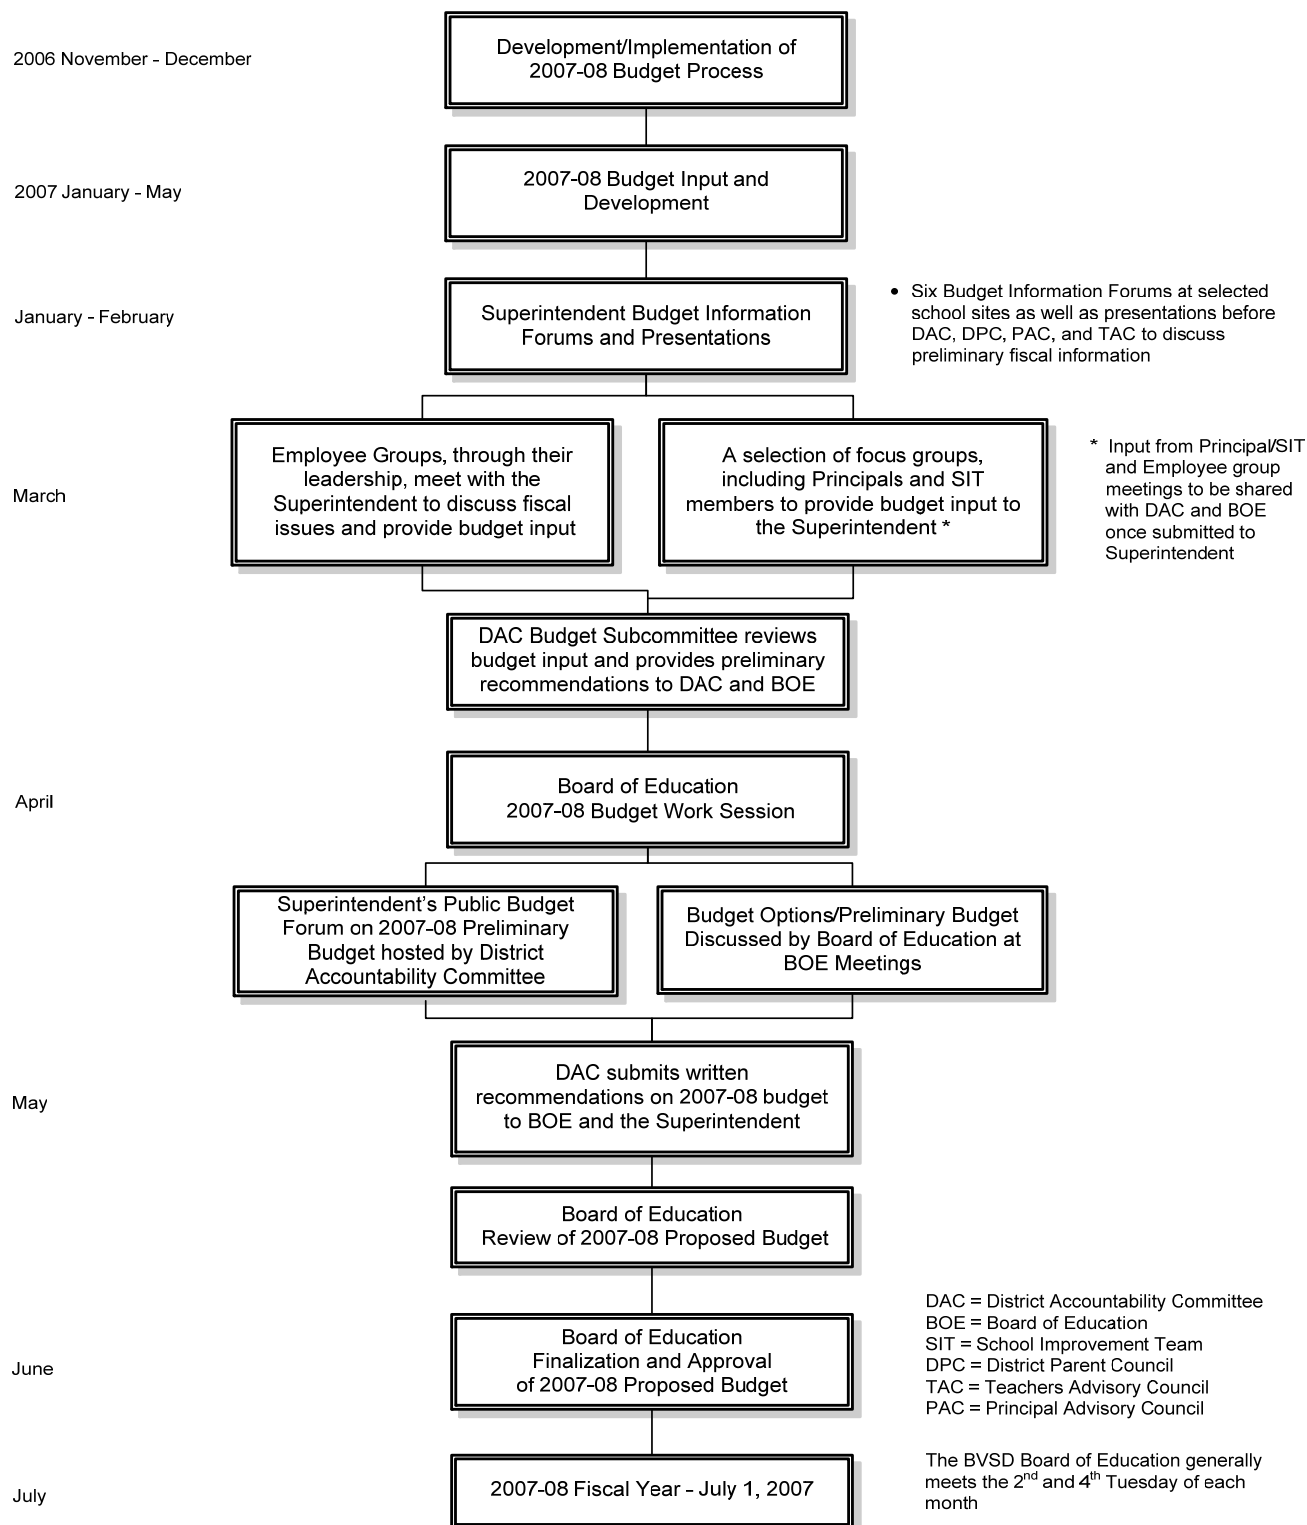 2006 November - December
Development/Implementation of
2007-08 Budget Process
2007 January - May
2007-08 Budget Input and
Development
January - February
Superintendent Budget Information
Forums and Presentations
• Six Budget Information Forums at selected
school sites as well as presentations before
DAC, DPC, PAC, and TAC to discuss
preliminary fiscal information
March
Employee Groups, through their
leadership, meet with the
Superintendent to discuss fiscal
issues and provide budget input
A selection of focus groups,
including Principals and SIT
members to provide budget input to
the Superintendent *
* Input from Principal/SIT
and Employee group
meetings to be shared
with DAC and BOE
once submitted to
Superintendent
DAC Budget Subcommittee reviews
budget input and provides preliminary
recommendations to DAC and BOE
April
Board of Education
2007-08 Budget Work Session
Superintendent's Public Budget
Forum on 2007-08 Preliminary
Budget hosted by District
Accountability Committee
Budget Options/Preliminary Budget
Discussed by Board of Education at
BOE Meetings
May
DAC submits written
recommendations on 2007-08 budget
to BOE and the Superintendent
Board of Education
Review of 2007-08 Proposed Budget
June
Board of Education
Finalization and Approval
of 2007-08 Proposed Budget
DAC = District Accountability Committee
BOE = Board of Education
SIT = School Improvement Team
DPC = District Parent Council
TAC = Teachers Advisory Council
PAC = Principal Advisory Council
July
2007-08 Fiscal Year - July 1, 2007
The BVSD Board of Education generally
meets the 2nd and 4th Tuesday of each
month